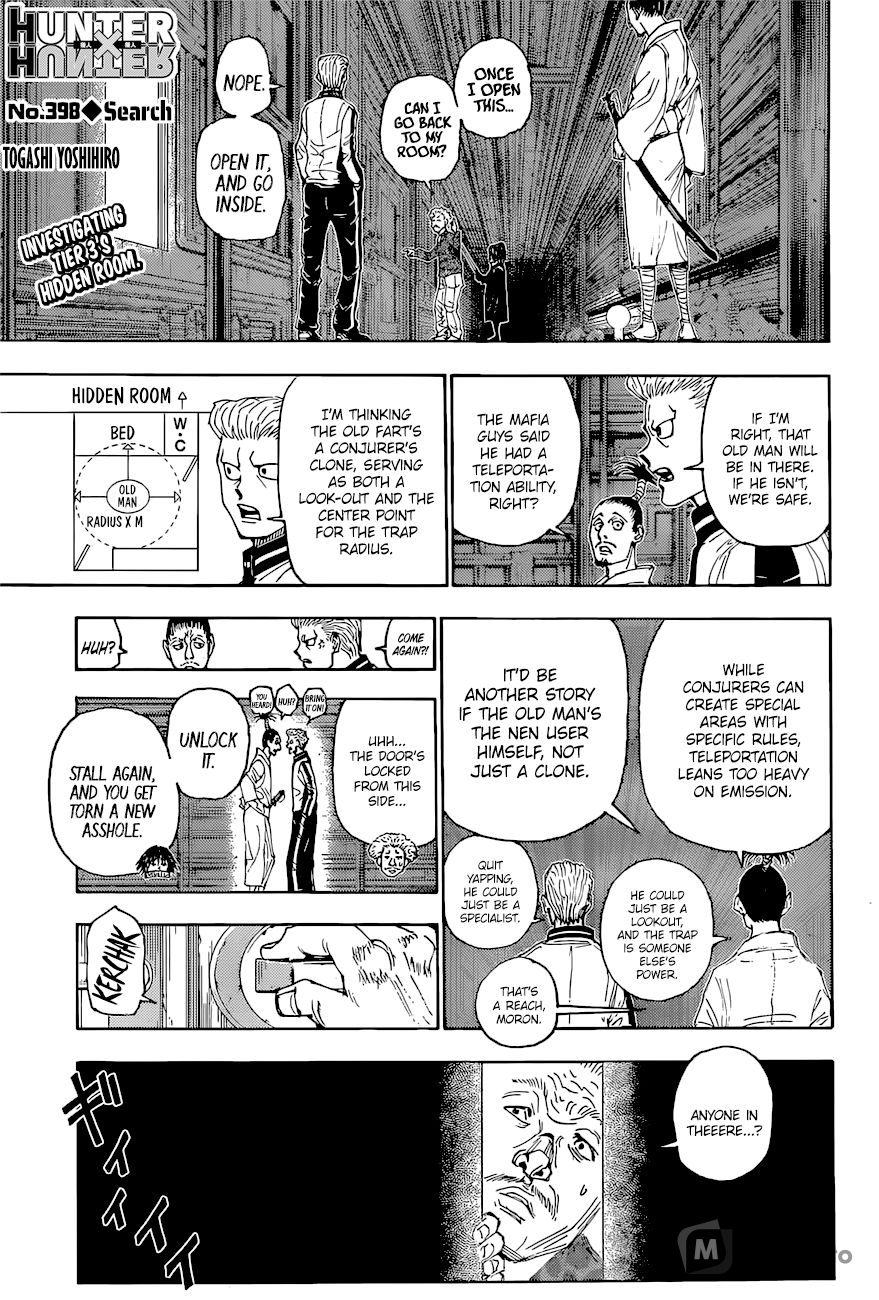 HUNTER
×
HUNTER
No.398◆Search
TOGASHI YOSHIHIRO
INVESTIGATING
TIER 3'S
HIDDEN ROOM.
ONCE
I OPEN
THIS...
CAN I
GO BACK
TO MY
ROOM?
NOPE.
OPEN IT,
AND GO
INSIDE.
IF I'M
RIGHT, THAT
OLD MAN WILL
BE IN THERE.
IF HE ISN'T,
WE'RE SAFE.
THE MAFIA
GUYS SAID
HE HAD A
TELEPORTA-
TION ABILITY,
RIGHT?
I'M THINKING
THE OLD FART'S
A CONJURER'S
CLONE, SERVING
AS BOTH A
LOOK-OUT AND THE
CENTER POINT
FOR THE TRAP
RADIUS.
HIDDEN ROOM
BED
W.C
OLD
MAN
RADIUS X M
WHILE
CONJURERS CAN
CREATE SPECIAL
AREAS WITH
SPECIFIC RULES,
TELEPORTATION
LEANS TOO HEAVY
ON EMISSION.
IT'D BE
ANOTHER STORY
IF THE OLD MAN'S
THE NEN USER
HIMSELF, NOT
JUST A CLONE.
HE COULD
JUST BE A
LOOKOUT,
AND THE TRAP
IS SOMEONE
ELSE'S
POWER.
QUIT
YAPPING,
HE COULD
JUST BE A
SPECIALIST.
THAT'S
A REACH,
MORON.
COME
AGAIN?!
HUH?
BRING
IT ON!
HUH?
YOU
HEARD!
UHH...
THE DOOR'S
LOCKED
FROM THIS
SIDE...
UNLOCK
IT.
STALL AGAIN,
AND YOU GET
TORN A NEW
ASSHOLE.
KERCHAK
ANYONE IN
THEEERE...?
ギィィィィ
M
ro